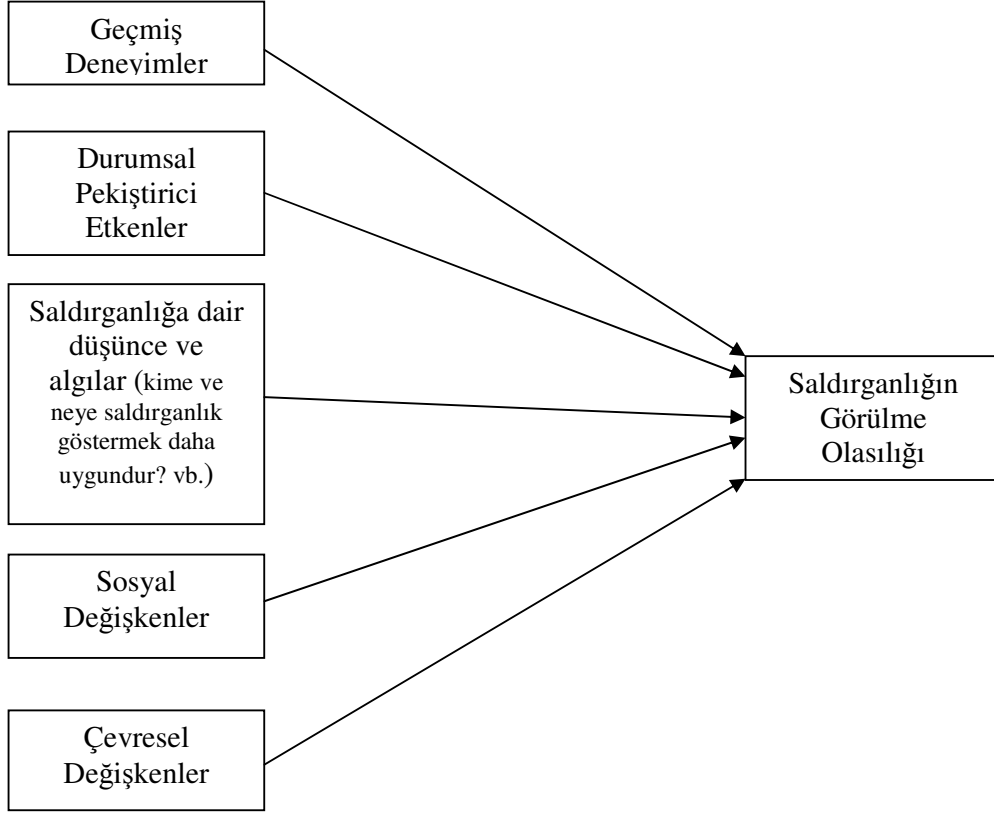 Geçmiş
Deneyimler
Durumsal
Pekiştirici
Etkenler
Saldırganlığa dair
düşünce ve
algılar (kime ve
neye saldırganlık
göstermek daha
uygundur? vb.)
Sosyal
Değişkenler
Çevresel
Değişkenler
Saldırganlığın
Görülme
Olasılığı